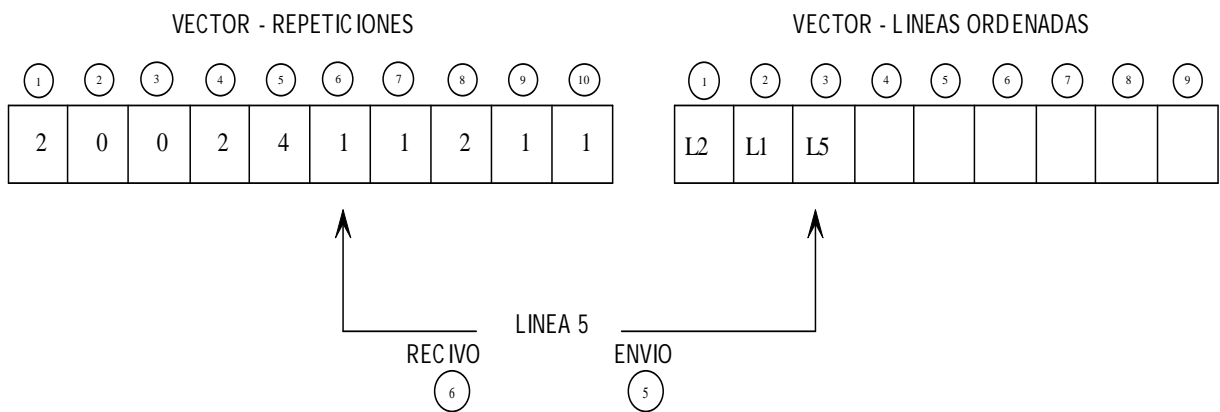 VECTOR - REPETICIONES VECTOR - LINEAS ORDENADAS
1 2 3 4 5 6 7 8 9 10 1 2 3 4 5 6 7 8 9
2 0 0 2 4 1 1 2 1 1 L2 L1 L5
LINEA 5
RECIVO ENVIO
6 5